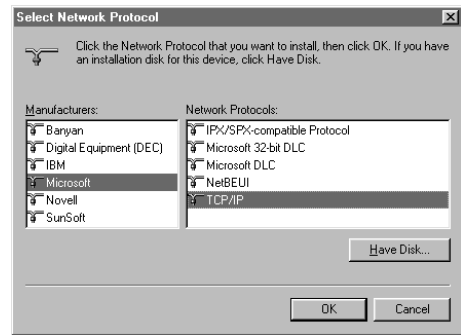 Select Network Protocol
Click the Network Protocol that you want to install, then click OK. If you have
an installation disk for this device, click Have Disk.
Manufacturers:
Banyan
Digital Equipment (DEC)
IBM
Microsoft
Novell
SunSoft
Network Protocols:
IPX/SPX-compatible Protocol
Microsoft 32-bit DLC
Microsoft DLC
NetBEUI
TCP/IP
Have Disk...
OK
Cancel